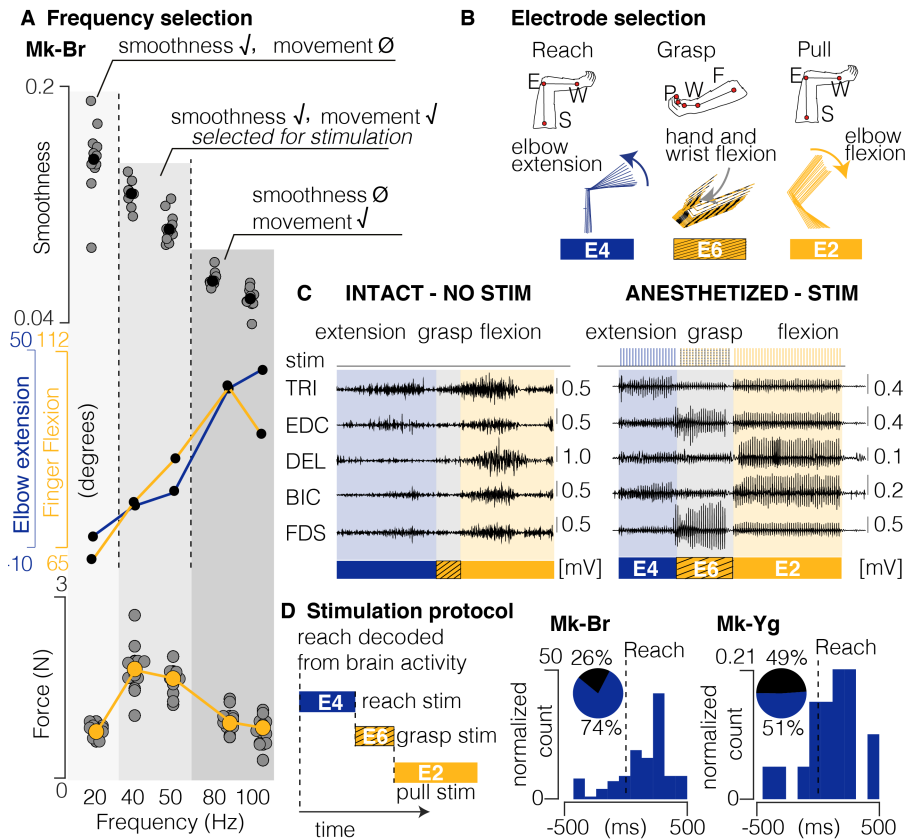 A Frequency selection
Mk-Br
smoothness √, movement Ø
smoothness √, movement √
selected for stimulation
smoothness Ø
movement √
0.2
Smoothness
0.04
50
112
Elbow extension
Finger Flexion
(degrees)
-10
65
3
Force (N)
0
20 40 60 80 100
Frequency (Hz)
B Electrode selection
Reach Grasp Pull
E W S
P W F
E W S
elbow extension
hand and wrist flexion
elbow flexion
E4 E6 E2
C INTACT - NO STIM
extension grasp flexion
stim
TRI 0.5
EDC 0.5
DEL 1.0
BIC 0.5
FDS 0.5
[mV]
ANESTHETIZED - STIM
extension grasp flexion
0.4
0.4
0.1
0.2
0.5
E4 E6 E2 [mV]
D Stimulation protocol
reach decoded
from brain activity
E4 reach stim
E6 grasp stim
E2
pull stim
time
Mk-Br
50
26%
Reach
74%
normalized
count
0
-500 (ms) 500
Mk-Yg
0.21
49%
Reach
51%
normalized
count
0
-500 (ms) 500